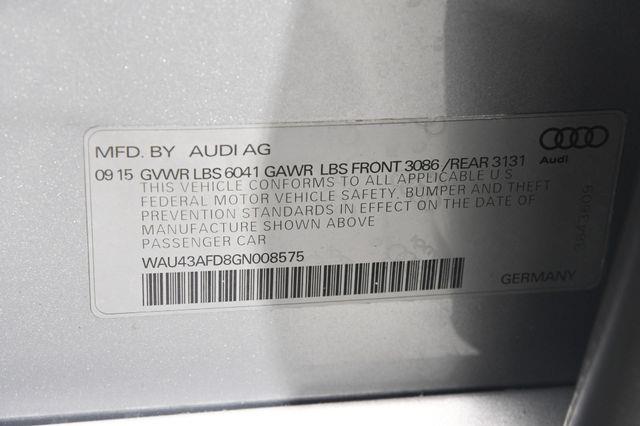 MFD. BY AUDI AG
09 15 GVWR LBS 6041 GAWR LBS FRONT 3086 /REAR 3131
THIS VEHICLE CONFORMS TO ALL APPLICABLE U S
FEDERAL MOTOR VEHICLE SAFETY, BUMPER AND THEFT
PREVENTION STANDARDS IN EFFECT ON THE DATE OF
MANUFACTURE SHOWN ABOVE
PASSENGER CAR
WAU43AFD8GN008575
Audi
GERMANY